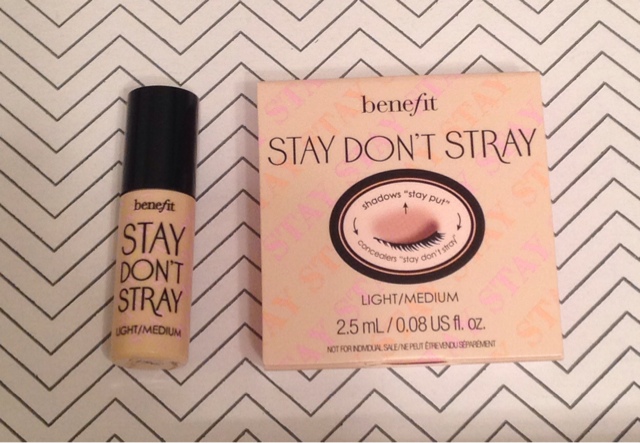 benefit
STAY
DON'T
STRAY
LIGHT/MEDIUM
benefit
STAY DON'T STRAY
shadows "stay put"
concealers "stay don't stray"
LIGHT/MEDIUM
2.5 mL / 0.08 US fl. oz.
NOT FOR INDIVIDUAL SALE/NE PEUT ÊTRE VENDU SÉPARÉMENT